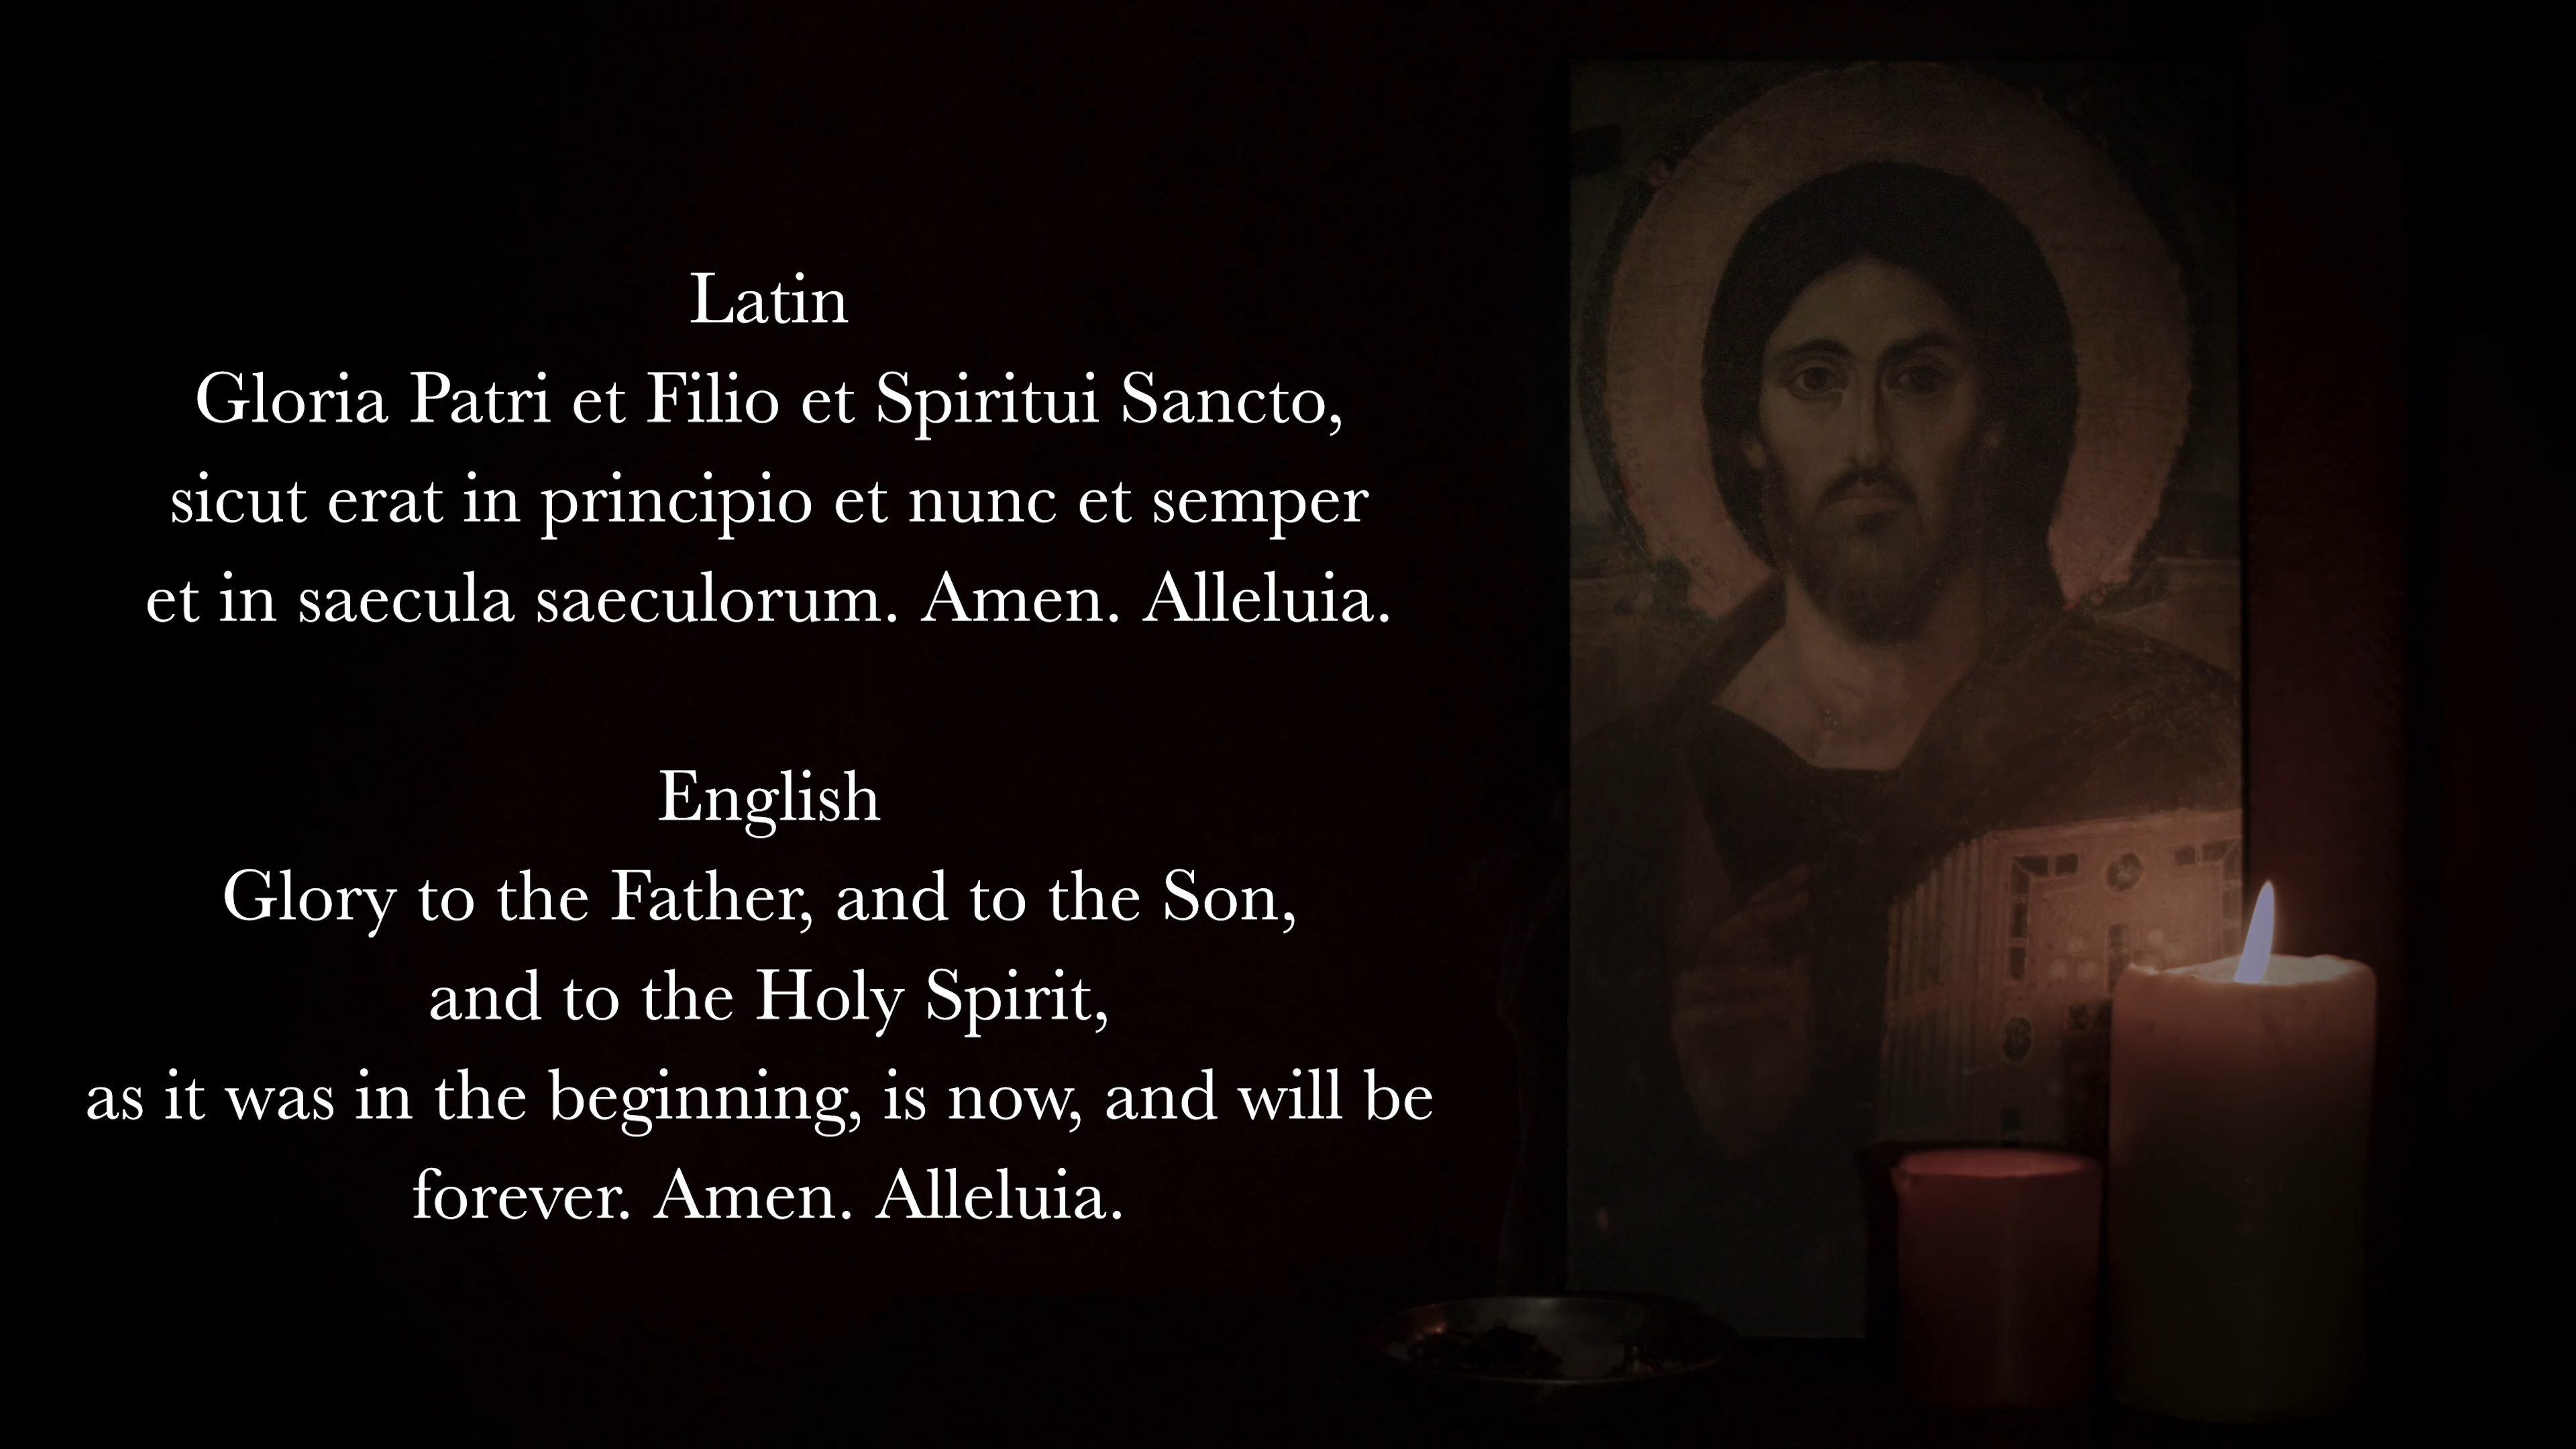 Latin
Gloria Patri et Filio et Spiritui Sancto,
sicut erat in principio et nunc et semper
et in saecula saeculorum. Amen. Alleluia.
English
Glory to the Father, and to the Son,
and to the Holy Spirit,
as it was in the beginning, is now, and will be
forever. Amen. Alleluia.